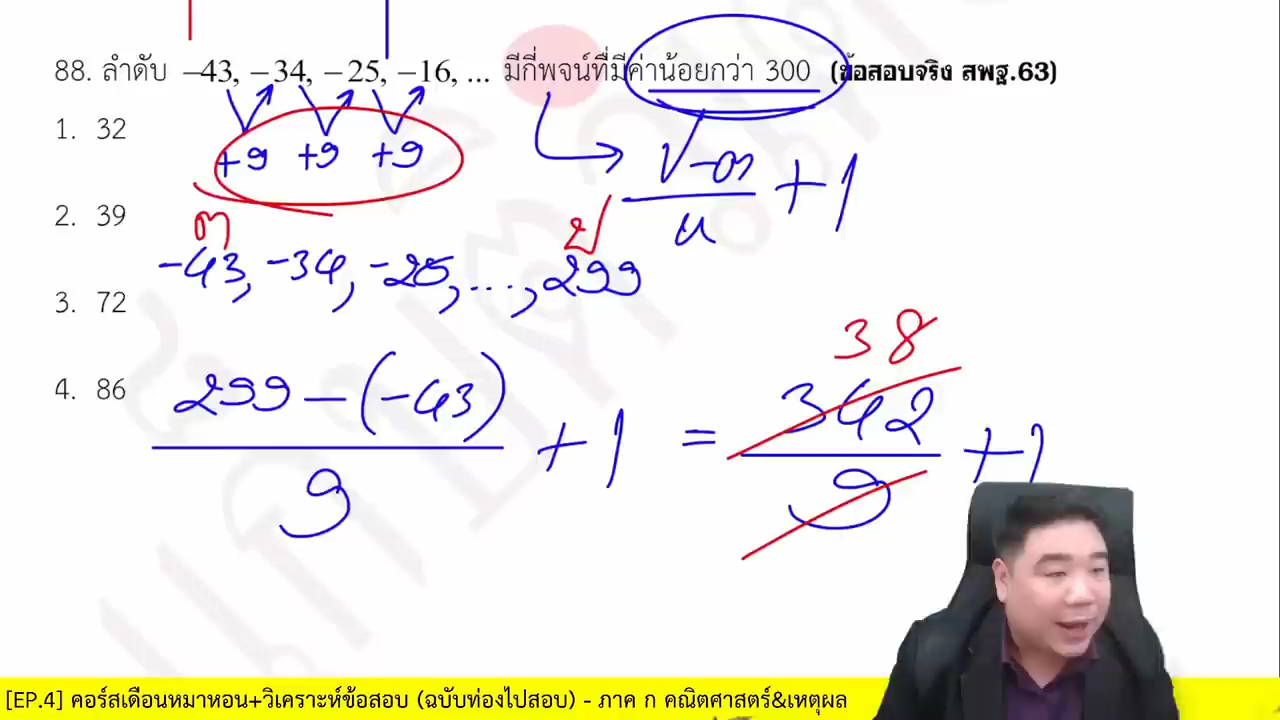 88. ลำดับ –43, –34, –25, –16, ... มีกี่พจน์ที่มีค่าน้อยกว่า 300 (ข้อสอบจริง สพฐ.63)
1. 32
+9 +9 +9
ป-ต/น +1
2. 39
ต ป
-43, -34, -25, ..., 299
3. 72
38
4. 86
299 - (-43)/9 + 1 = 342/9 + 1
[EP.4] คอร์สเดือนหมาหอน+วิเคราะห์ข้อสอบ (ฉบับท่องไปสอบ) - ภาค ก คณิตศาสตร์&เหตุผล